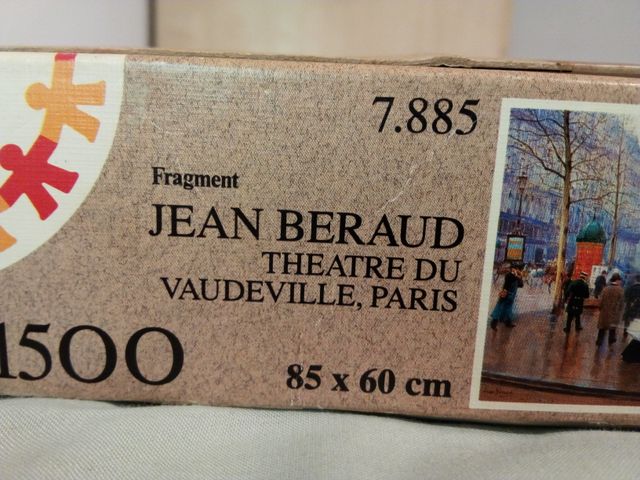 7.885
Fragment
JEAN BERAUD
THEATRE DU
VAUDEVILLE, PARIS
1500
85 x 60 cm